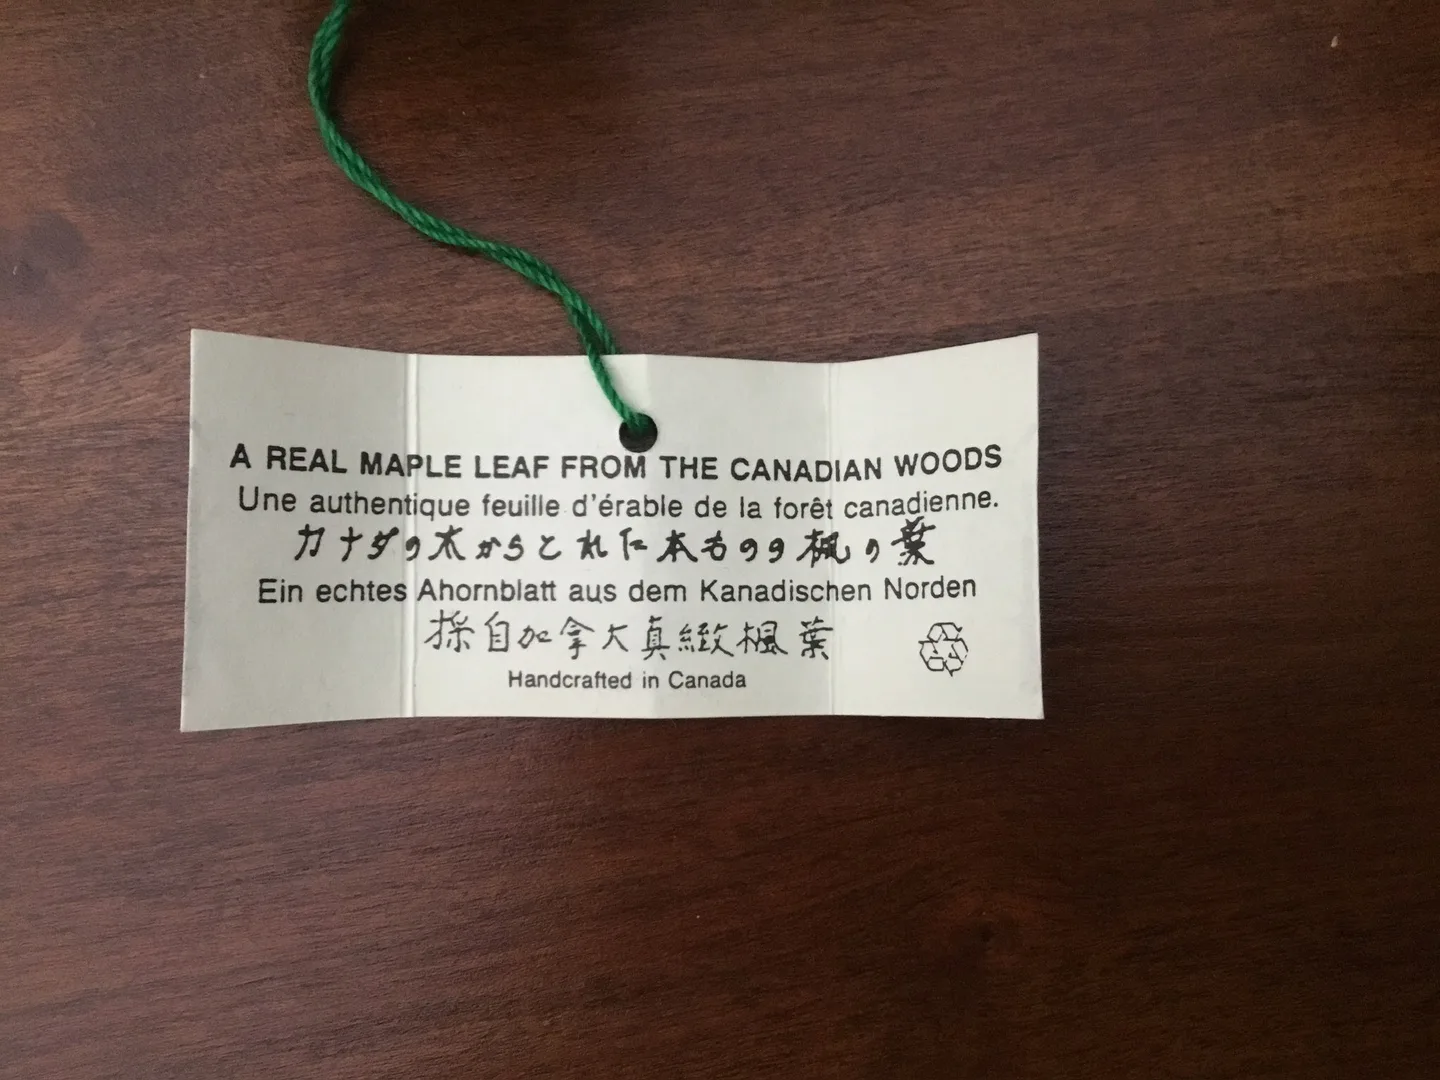 A REAL MAPLE LEAF FROM THE CANADIAN WOODS
Une authentique feuille d'érable de la forêt canadienne.
カナダの木からとれた本ものの楓の葉
Ein echtes Ahornblatt aus dem Kanadischen Norden
採自加拿大真緻楓葉
Handcrafted in Canada